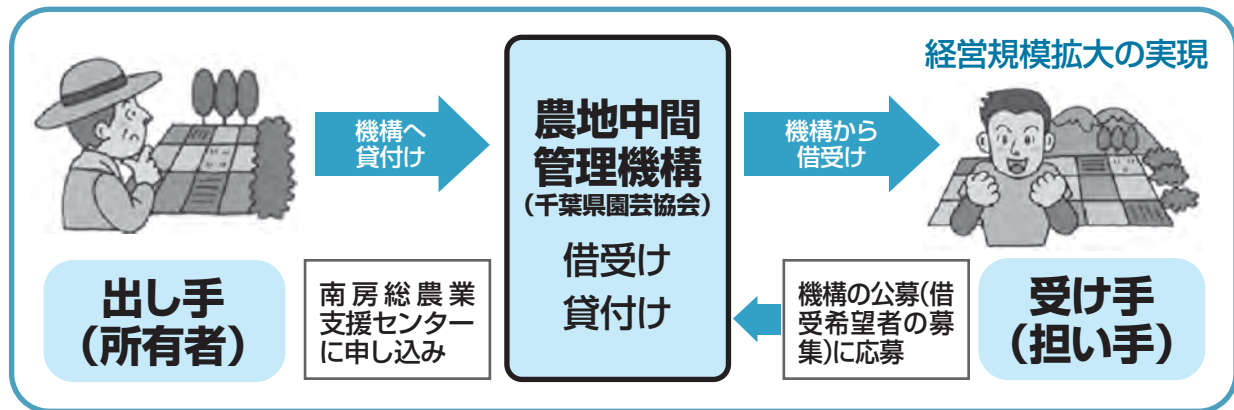 経営規模拡大の実現
機構へ
貸付け
農地中間
管理機構
(千葉県園芸協会)
借受け
貸付け
機構から
借受け
出し手
(所有者)
南房総農業
支援センター
に申し込み
機構の公募(借
受希望者の募
集)に応募
受け手
(担い手)